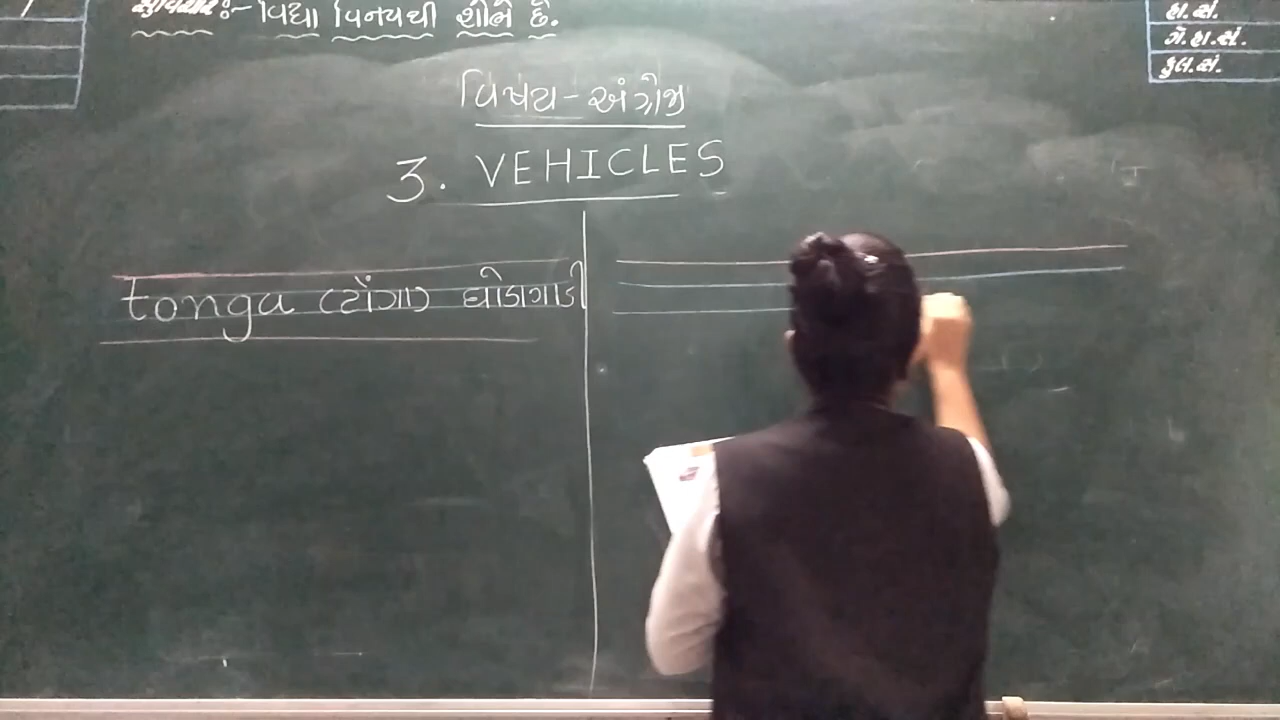 સુવિચાર :- વિદ્યા વિનયથી શોભે છે.
હા.સં.
ગે.હા.સં.
કુલ.સં.
વિષય - અંગ્રેજી
3. VEHICLES
tonga (ટોંગા) ઘોડાગાડી